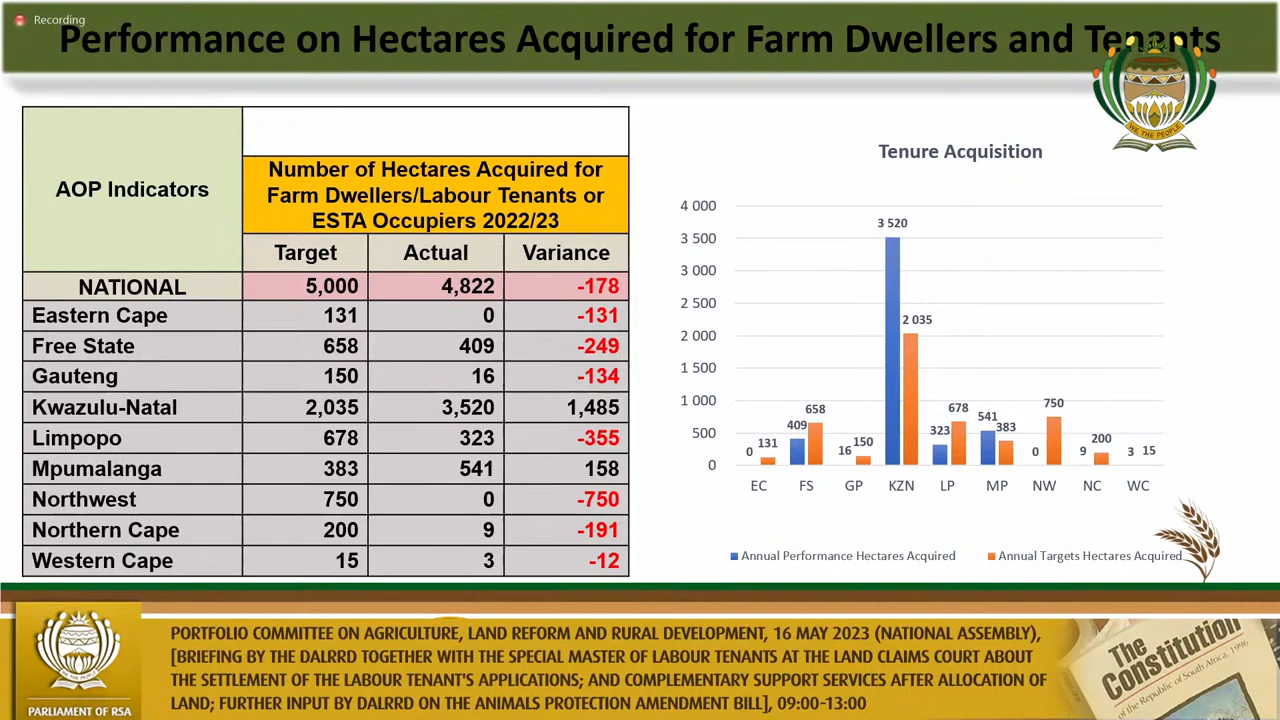 Recording
Performance on Hectares Acquired for Farm Dwellers and Tenants
WE, THE PEOPLE
AOP Indicators
Number of Hectares Acquired for
Farm Dwellers/Labour Tenants or
ESTA Occupiers 2022/23
Target Actual Variance
NATIONAL 5,000 4,822 -178
Eastern Cape 131 0 -131
Free State 658 409 -249
Gauteng 150 16 -134
Kwazulu-Natal 2,035 3,520 1,485
Limpopo 678 323 -355
Mpumalanga 383 541 158
Northwest 750 0 -750
Northern Cape 200 9 -191
Western Cape 15 3 -12
Tenure Acquisition
4 000
3 500
3 000
2 500
2 000
1 500
1 000
500
0
0 131 409 658 16 150 3 520 2 035 323 678 541 383 0 750 9 200 3 15
EC FS GP KZN LP MP NW NC WC
Annual Performance Hectares Acquired Annual Targets Hectares Acquired
PARLIAMENT OF RSA
PORTFOLIO COMMITTEE ON AGRICULTURE, LAND REFORM AND RURAL DEVELOPMENT, 16 MAY 2023 (NATIONAL ASSEMBLY),
[BRIEFING BY THE DALRRD TOGETHER WITH THE SPECIAL MASTER OF LABOUR TENANTS AT THE LAND CLAIMS COURT ABOUT
THE SETTLEMENT OF THE LABOUR TENANT'S APPLICATIONS; AND COMPLEMENTARY SUPPORT SERVICES AFTER ALLOCATION OF
LAND; FURTHER INPUT BY DALRRD ON THE ANIMALS PROTECTION AMENDMENT BILL], 09:00-13:00
The
Constitution
of the Republic of South Africa, 1996